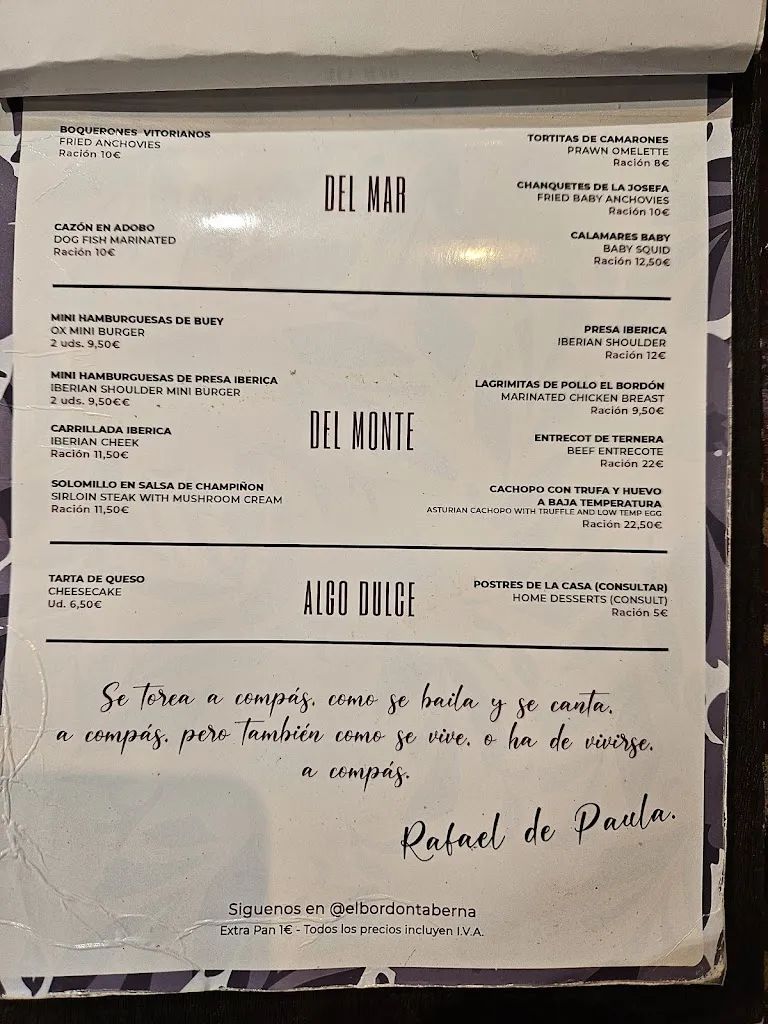 BOQUERONES VITORIANOS
FRIED ANCHOVIES
Ración 10€
CAZÓN EN ADOBO
DOG FISH MARINATED
Ración 10€
DEL MAR
TORTITAS DE CAMARONES
PRAWN OMELETTE
Ración 8€
CHANQUETES DE LA JOSEFA
FRIED BABY ANCHOVIES
Ración 10€
CALAMARES BABY
BABY SQUID
Ración 12,50€
MINI HAMBURGUESAS DE BUEY
OX MINI BURGER
2 uds. 9,50€
MINI HAMBURGUESAS DE PRESA IBERICA
IBERIAN SHOULDER MINI BURGER
2 uds. 9,50€€
CARRILLADA IBERICA
IBERIAN CHEEK
Ración 11,50€
SOLOMILLO EN SALSA DE CHAMPIÑON
SIRLOIN STEAK WITH MUSHROOM CREAM
Ración 11,50€
DEL MONTE
PRESA IBERICA
IBERIAN SHOULDER
Ración 12€
LAGRIMITAS DE POLLO EL BORDÓN
MARINATED CHICKEN BREAST
Ración 9,50€
ENTRECOT DE TERNERA
BEEF ENTRECOTE
Ración 22€
CACHOPO CON TRUFA Y HUEVO
A BAJA TEMPERATURA
ASTURIAN CACHOPO WITH TRUFFLE AND LOW TEMP EGG
Ración 22,50€
TARTA DE QUESO
CHEESECAKE
Ud. 6,50€
ALGO DULCE
POSTRES DE LA CASA (CONSULTAR)
HOME DESSERTS (CONSULT)
Ración 5€
Se torea a compás. como se baila y se canta.
a compás. pero también como se vive. o ha de vivirse.
a compás.
Rafael de Paula.
Siguenos en @elbordontaberna
Extra Pan 1€ - Todos los precios incluyen I.V.A.